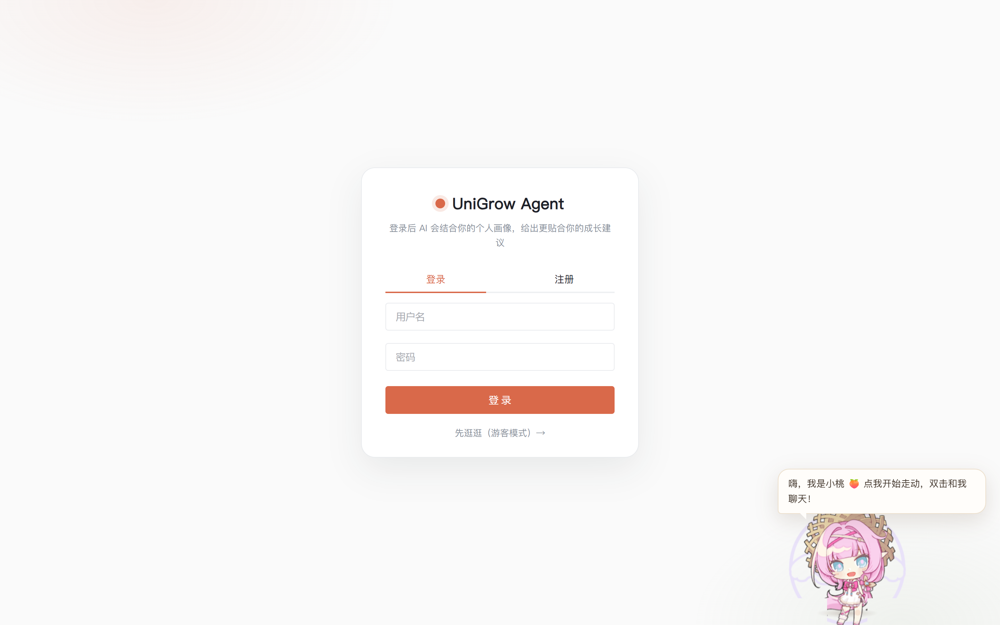 UniGrow Agent
登录后 AI 会结合你的个人画像，给出更贴合你的成长建
议
登录 注册
用户名
密码
登 录
先逛逛（游客模式）→
嗨，我是小桃 🍑 点我开始走动，双击和我
聊天！